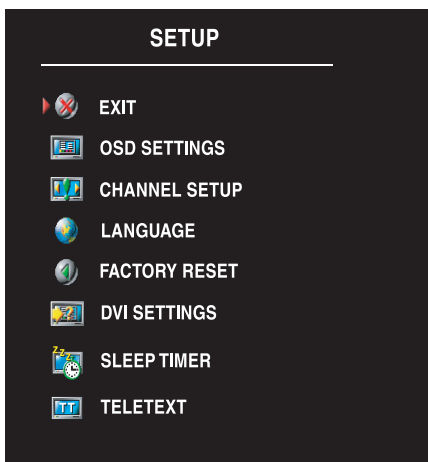 SETUP
EXIT
OSD SETTINGS
CHANNEL SETUP
LANGUAGE
FACTORY RESET
DVI SETTINGS
SLEEP TIMER
TELETEXT